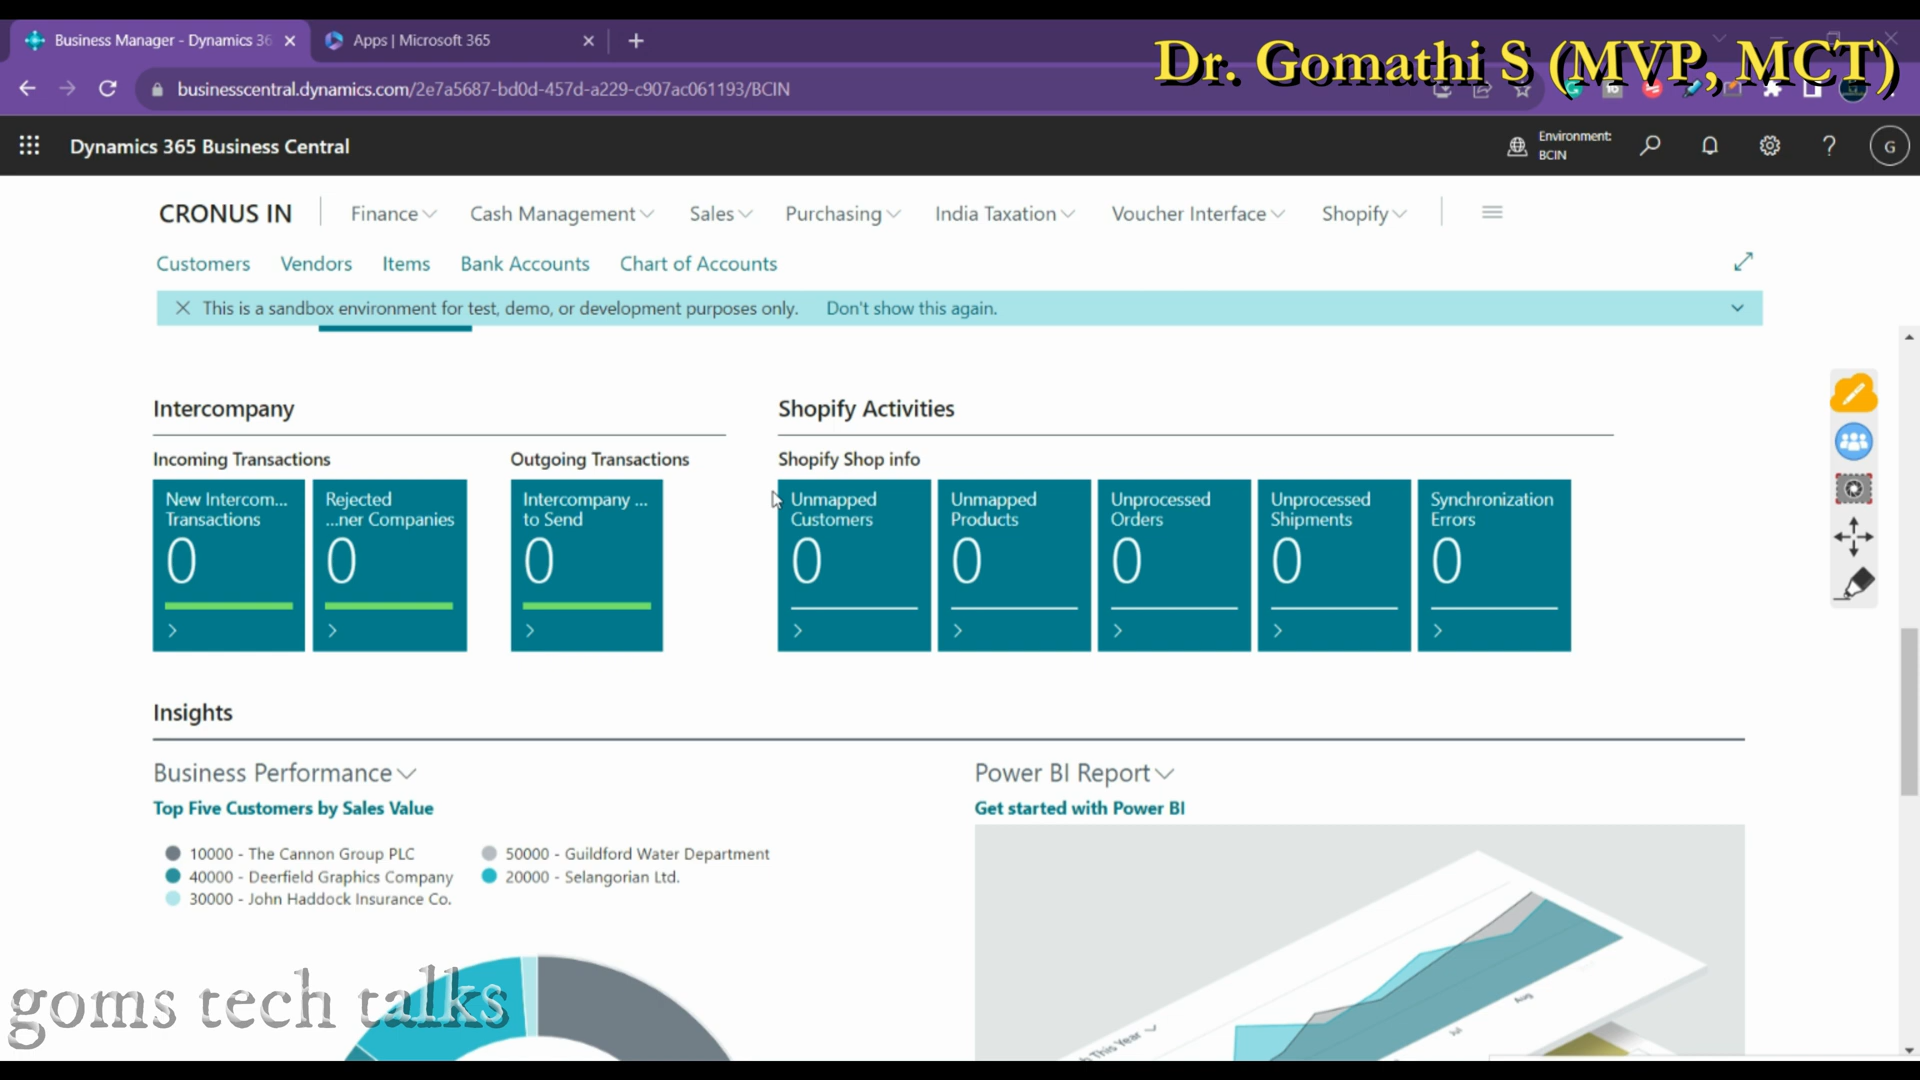 Business Manager - Dynamics 36
Apps | Microsoft 365
Dr. Gomathi S (MVP, MCT)
businesscentral.dynamics.com/2e7a5687-bd0d-457d-a229-c907ac061193/BCIN
Dynamics 365 Business Central
Environment:
BCIN
?
G
CRONUS IN
Finance
Cash Management
Sales
Purchasing
India Taxation
Voucher Interface
Shopify
Customers
Vendors
Items
Bank Accounts
Chart of Accounts
This is a sandbox environment for test, demo, or development purposes only.
Don't show this again.
Intercompany
Shopify Activities
Incoming Transactions
Outgoing Transactions
Shopify Shop info
New Intercom...
Transactions
0
Rejected
...ner Companies
0
Intercompany ...
to Send
0
Unmapped
Customers
0
Unmapped
Products
0
Unprocessed
Orders
0
Unprocessed
Shipments
0
Synchronization
Errors
0
Insights
Business Performance
Top Five Customers by Sales Value
10000 - The Cannon Group PLC
50000 - Guildford Water Department
40000 - Deerfield Graphics Company
20000 - Selangorian Ltd.
30000 - John Haddock Insurance Co.
Power BI Report
Get started with Power BI
This Year
Jul
Aug
goms tech talks